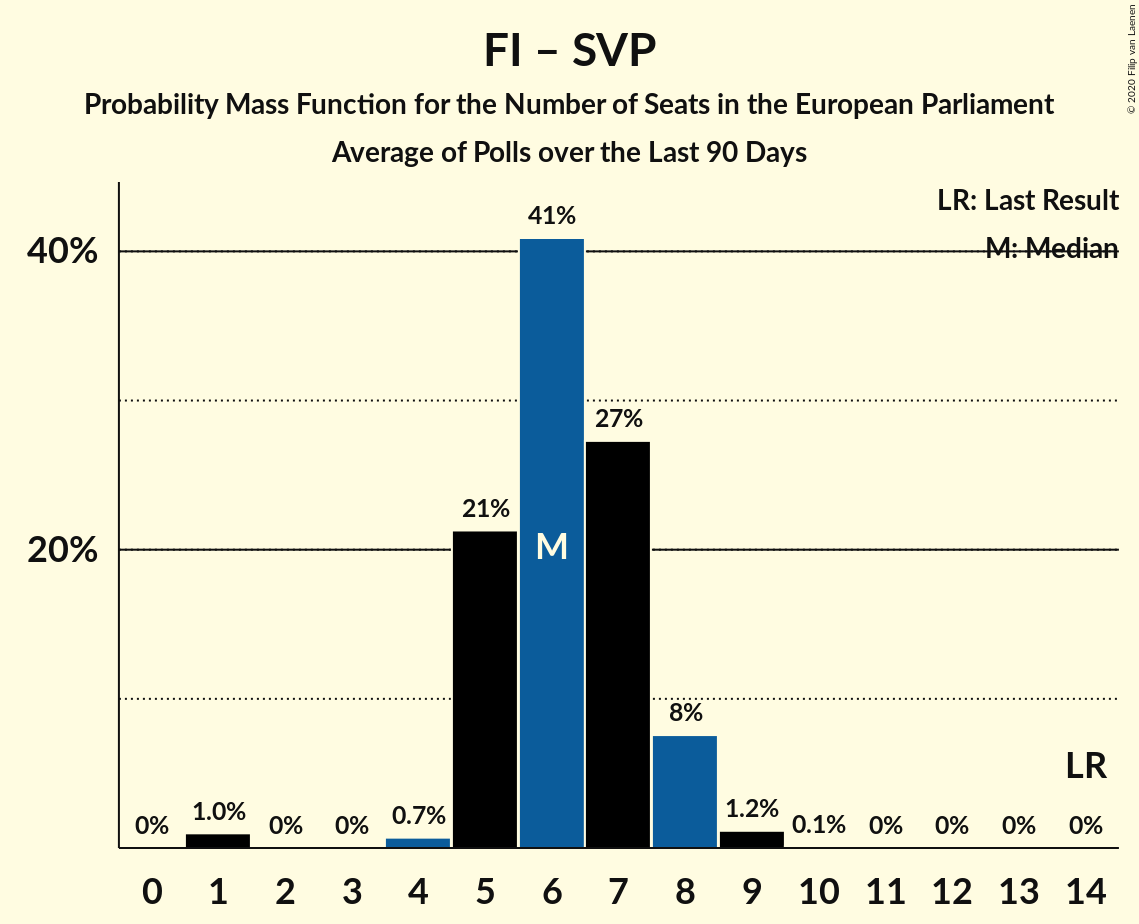 FI – SVP
Probability Mass Function for the Number of Seats in the European Parliament
Average of Polls over the Last 90 Days
© 2020 Filip van Laenen
LR: Last Result
M: Median
40%
20%
0%
1.0%
0%
0%
0.7%
21%
41%
27%
8%
1.2%
0.1%
0%
0%
0%
0%
M
LR
0 1 2 3 4 5 6 7 8 9 10 11 12 13 14